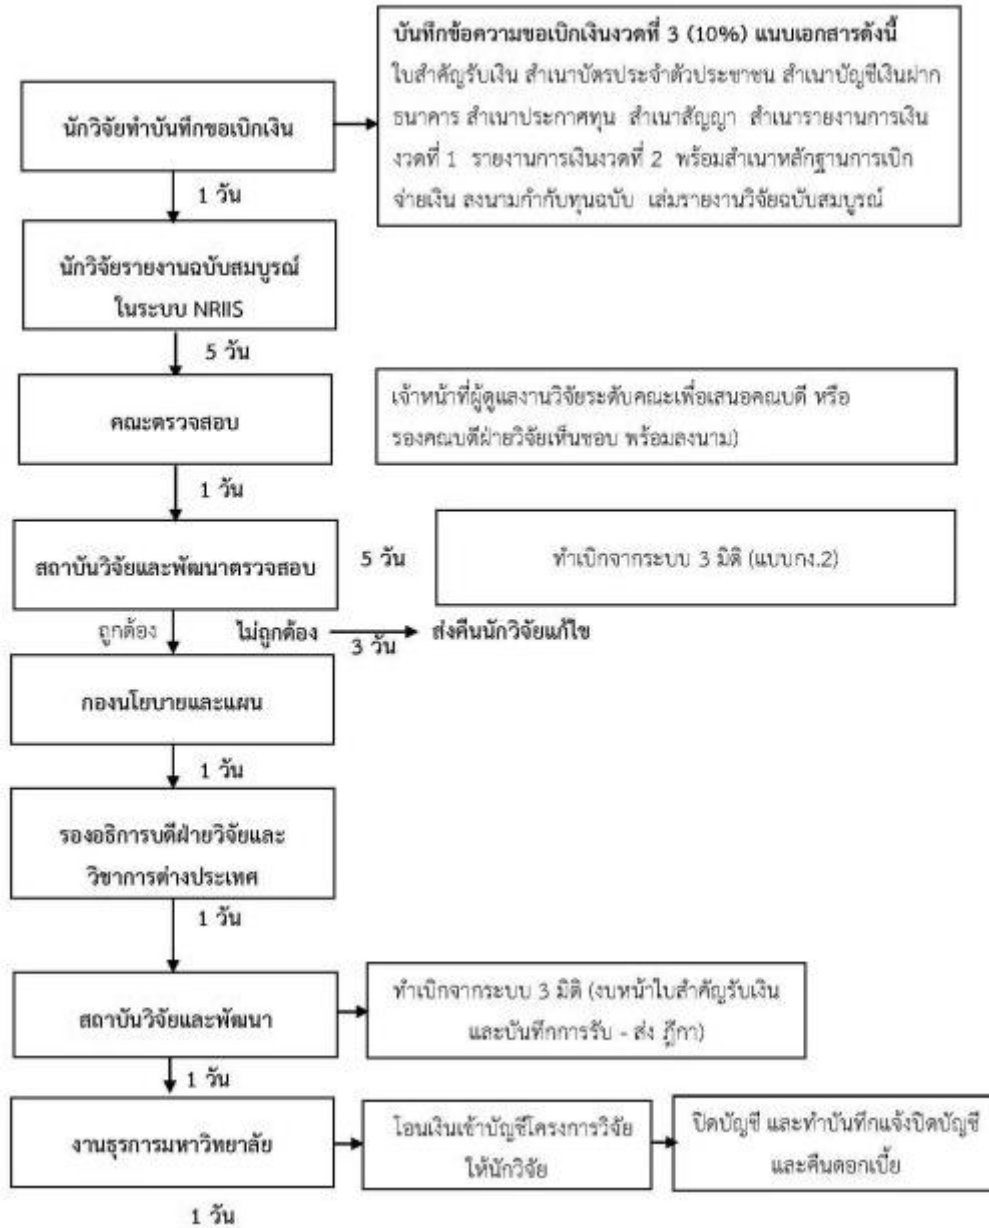 บันทึกข้อความขอเบิกเงินงวดที่ 3 (10%) แนบเอกสารดังนี้
ใบสำคัญรับเงิน สำเนาบัตรประจำตัวประชาชน สำเนาบัญชีเงินฝาก
ธนาคาร สำเนาประกาศทุน สำเนาสัญญา สำเนารายงานการเงิน
งวดที่ 1 รายงานการเงินงวดที่ 2 พร้อมสำเนาหลักฐานการเบิก
จ่ายเงิน ลงนามกำกับทุนฉบับ เล่มรายงานวิจัยฉบับสมบูรณ์
นักวิจัยทำบันทึกขอเบิกเงิน
1 วัน
นักวิจัยรายงานฉบับสมบูรณ์
ในระบบ NRIIS
5 วัน
คณะตรวจสอบ
เจ้าหน้าที่ผู้ดูแลงานวิจัยระดับคณะเพื่อเสนอคณบดี หรือ
รองคณบดีฝ่ายวิจัยเห็นชอบ พร้อมลงนาม)
1 วัน
สถาบันวิจัยและพัฒนาตรวจสอบ
5 วัน
ทำเบิกจากระบบ 3 มิติ (แบบกง.2)
ถูกต้อง
ไม่ถูกต้อง
3 วัน
ส่งคืนนักวิจัยแก้ไข
กองนโยบายและแผน
1 วัน
รองอธิการบดีฝ่ายวิจัยและ
วิชาการต่างประเทศ
1 วัน
สถาบันวิจัยและพัฒนา
ทำเบิกจากระบบ 3 มิติ (งบหน้าใบสำคัญรับเงิน
และบันทึกการรับ - ส่ง ฎีกา)
1 วัน
งานธุรการมหาวิทยาลัย
โอนเงินเข้าบัญชีโครงการวิจัย
ให้นักวิจัย
ปิดบัญชี และทำบันทึกแจ้งปิดบัญชี
และคืนดอกเบี้ย
1 วัน